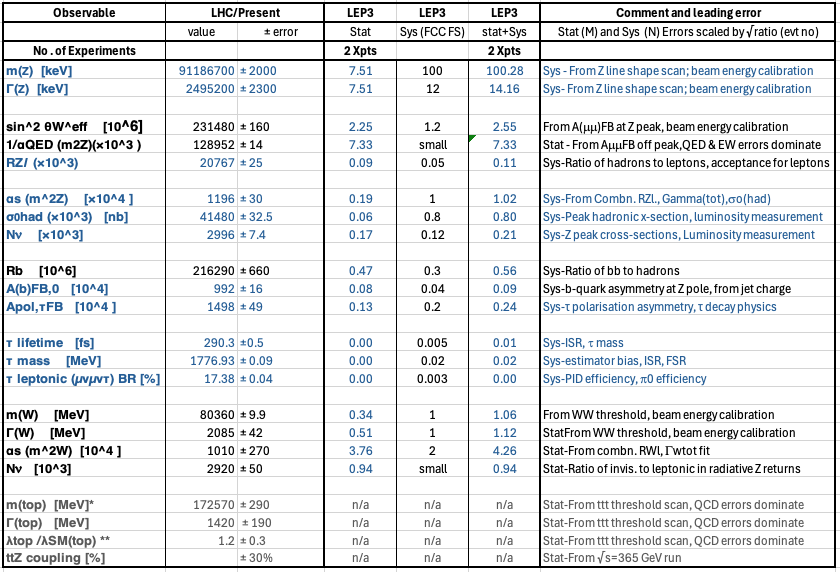 Observable LHC/Present LEP3 LEP3 LEP3 Comment and leading error
value ± error Stat Sys (FCC FS) stat+Sys Stat (M) and Sys (N) Errors scaled by √ratio (evt no)
No. of Experiments 2 Xpts 2 Xpts
m(Z) [keV] 91186700 ± 2000 7.51 100 100.28 Sys - From Z line shape scan; beam energy calibration
Γ(Z) [keV] 2495200 ± 2300 7.51 12 14.16 Sys- From Z line shape scan; beam energy calibration
sin^2 θW^eff [10^6] 231480 ± 160 2.25 1.2 2.55 From A(μμ)FB at Z peak, beam energy calibration
1/αQED (m2Z)(×10^3 ) 128952 ± 14 7.33 small 7.33 Stat - From AμμFB off peak,QED & EW errors dominate
RZl (×10^3) 20767 ± 25 0.09 0.05 0.11 Sys-Ratio of hadrons to leptons, acceptance for leptons
αs (m^2Z) [×10^4 ] 1196 ± 30 0.19 1 1.02 Sys-From Combn. RZl., Gamma(tot),σo(had)
σ0had (×10^3) [nb] 41480 ± 32.5 0.06 0.8 0.80 Sys-Peak hadronic x-section, luminosity measurement
Nν [×10^3] 2996 ± 7.4 0.17 0.12 0.21 Sys-Z peak cross-sections, Luminosity measurement
Rb [10^6] 216290 ± 660 0.47 0.3 0.56 Sys-Ratio of bb to hadrons
A(b)FB,0 [10^4] 992 ± 16 0.08 0.04 0.09 Sys-b-quark asymmetry at Z pole, from jet charge
Apol,τFB [10^4 ] 1498 ± 49 0.13 0.2 0.24 Sys-τ polarisation asymmetry, τ decay physics
τ lifetime [fs] 290.3 ±0.5 0.00 0.005 0.01 Sys-ISR, τ mass
τ mass [MeV] 1776.93 ± 0.09 0.00 0.02 0.02 Sys-estimator bias, ISR, FSR
τ leptonic (μνμντ) BR [%] 17.38 ± 0.04 0.00 0.003 0.00 Sys-PID efficiency, π0 efficiency
m(W) [MeV] 80360 ± 9.9 0.34 1 1.06 From WW threshold, beam energy calibration
Γ(W) [MeV] 2085 ± 42 0.51 1 1.12 StatFrom WW threshold, beam energy calibration
αs (m^2W) [10^4 ] 1010 ± 270 3.76 2 4.26 Stat-From combn. RWl, Γwtot fit
Nν [10^3] 2920 ± 50 0.94 small 0.94 Stat-Ratio of invis. to leptonic in radiative Z returns
m(top) [MeV]* 172570 ± 290 n/a n/a n/a Stat-From ttt threshold scan, QCD errors dominate
Γ(top) [MeV] 1420 ± 190 n/a n/a n/a Stat-From ttt threshold scan, QCD errors dominate
λtop /λSM(top) ** 1.2 ± 0.3 n/a n/a n/a Stat-From ttt threshold scan, QCD errors dominate
ttZ coupling [%] ± 30% n/a n/a n/a Stat-From √s=365 GeV run